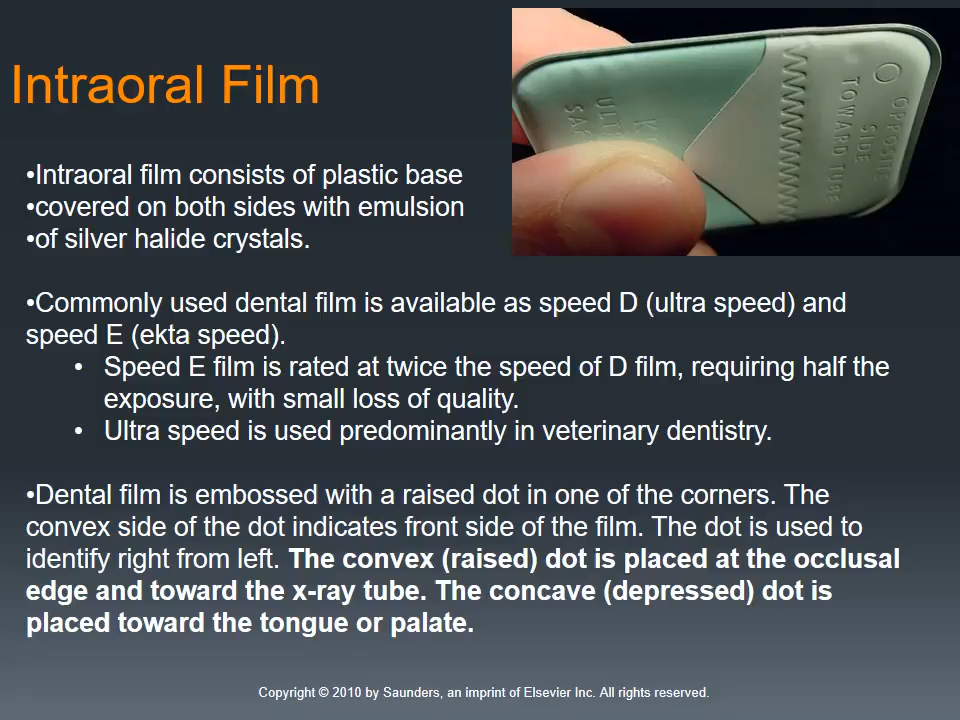 Intraoral Film
•Intraoral film consists of plastic base
•covered on both sides with emulsion
•of silver halide crystals.
•Commonly used dental film is available as speed D (ultra speed) and
speed E (ekta speed).
• Speed E film is rated at twice the speed of D film, requiring half the
exposure, with small loss of quality.
• Ultra speed is used predominantly in veterinary dentistry.
•Dental film is embossed with a raised dot in one of the corners. The
convex side of the dot indicates front side of the film. The dot is used to
identify right from left. The convex (raised) dot is placed at the occlusal
edge and toward the x-ray tube. The concave (depressed) dot is
placed toward the tongue or palate.
OPPOSITE
SIDE
TOWARD TUBE
Copyright © 2010 by Saunders, an imprint of Elsevier Inc. All rights reserved.